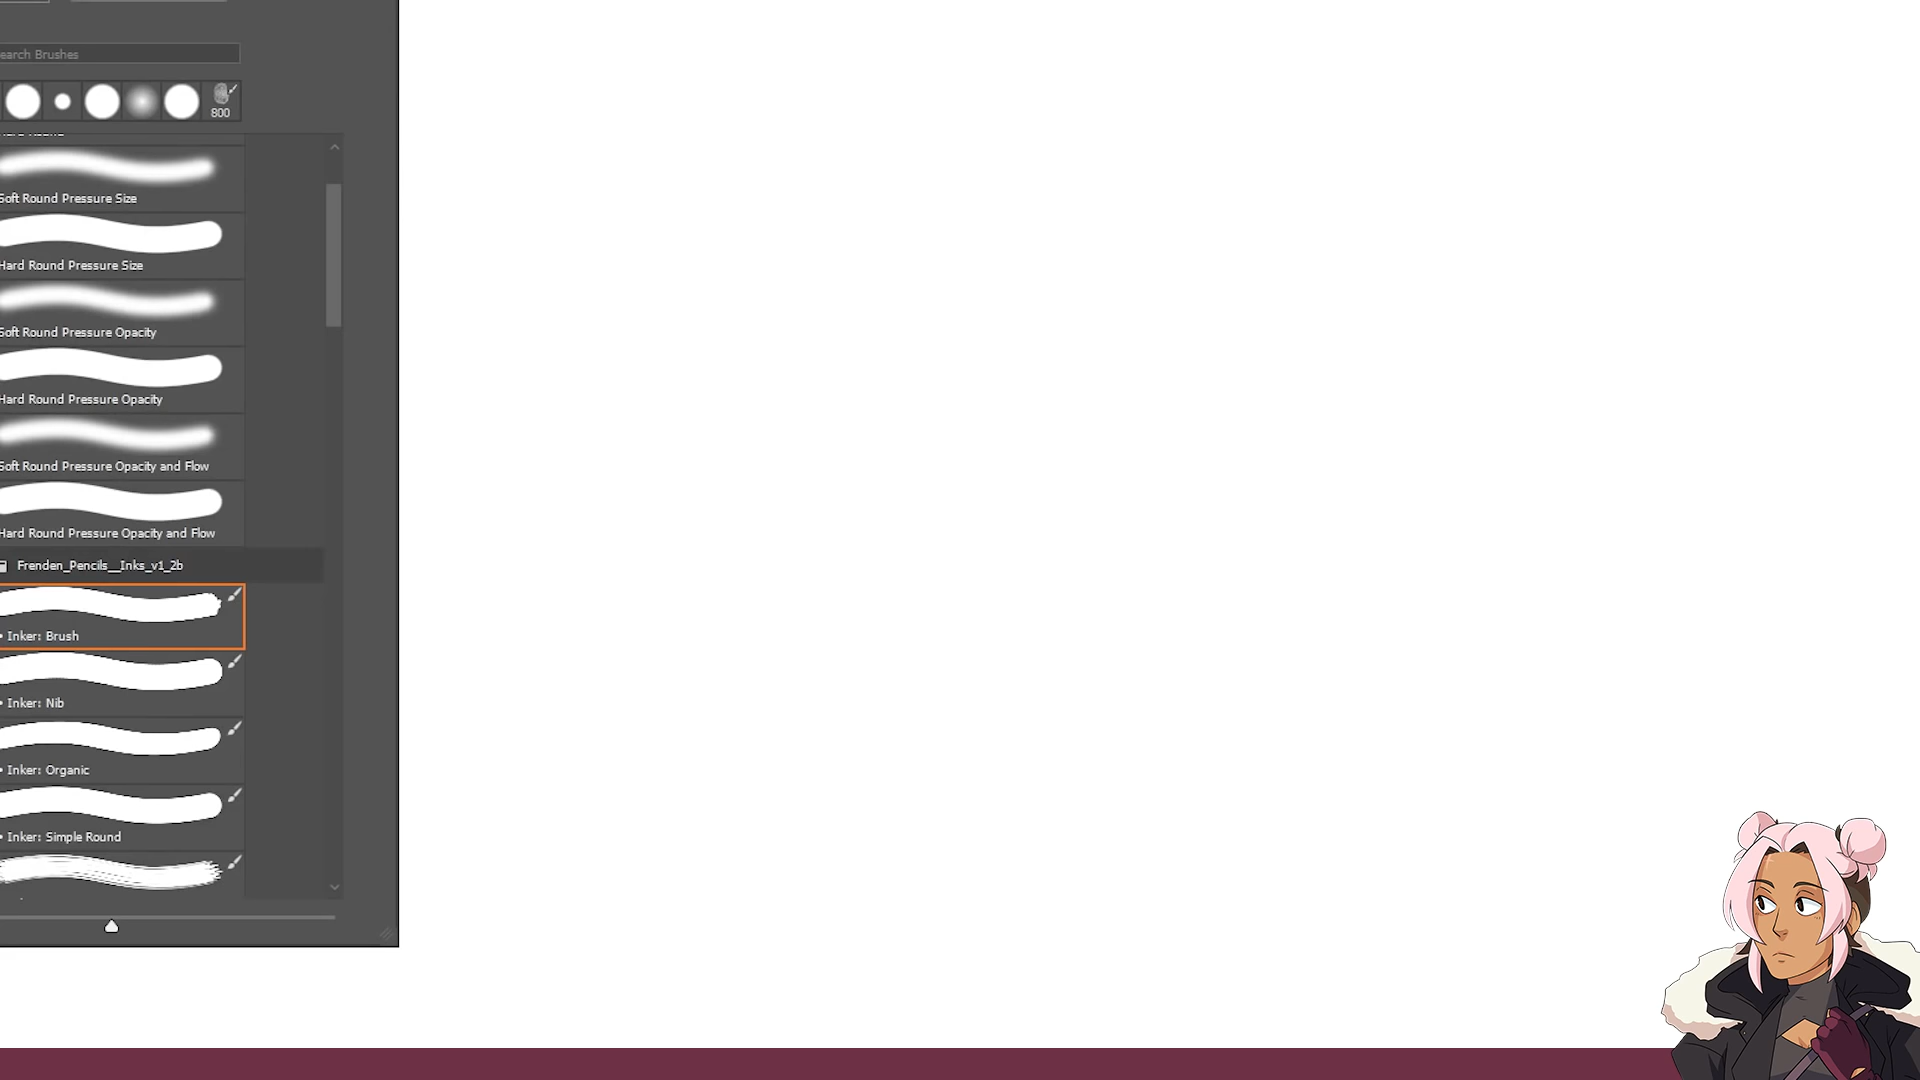 earch Brushes
800
Hard Round
Soft Round Pressure Size
Hard Round Pressure Size
Soft Round Pressure Opacity
Hard Round Pressure Opacity
Soft Round Pressure Opacity and Flow
Hard Round Pressure Opacity and Flow
Frenden_Pencils__Inks_v1_2b
• Inker: Brush
• Inker: Nib
• Inker: Organic
• Inker: Simple Round